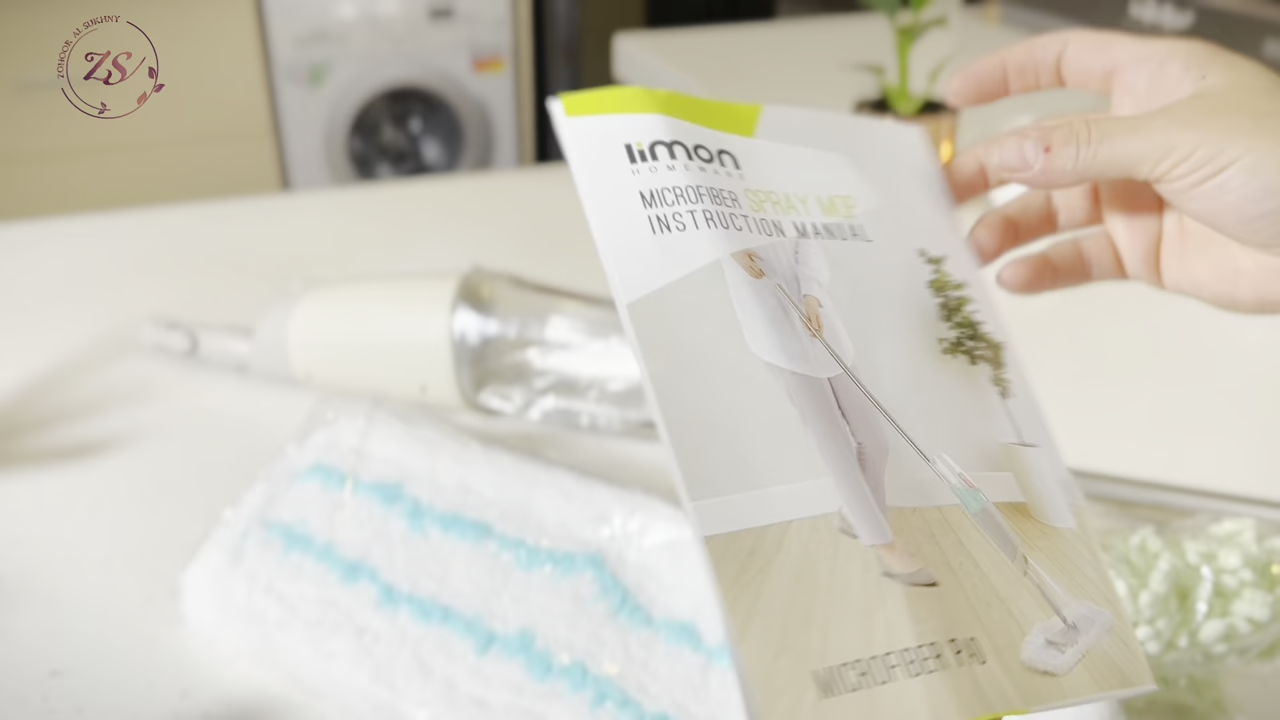 ZOHOOR AL SUKHNY
ZS
limon
HOMEWARE
MICROFIBER SPRAY MOP
INSTRUCTION MANUAL
MICROFIBER PAD